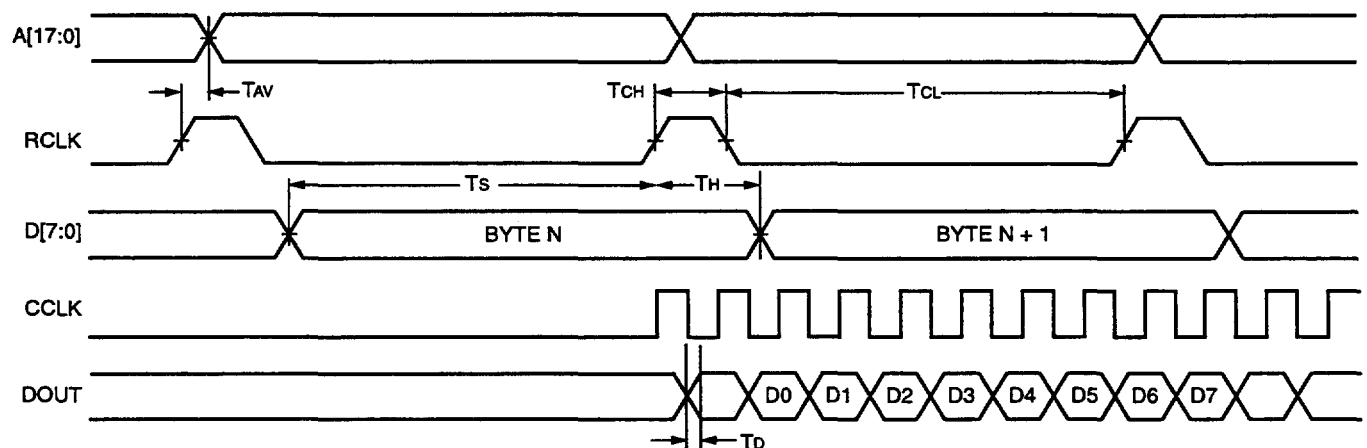 A[17:0]
TAV
TCH
TCL
RCLK
TS
TH
D[7:0]
BYTE N
BYTE N + 1
CCLK
DOUT
D0 D1 D2 D3 D4 D5 D6 D7
TD